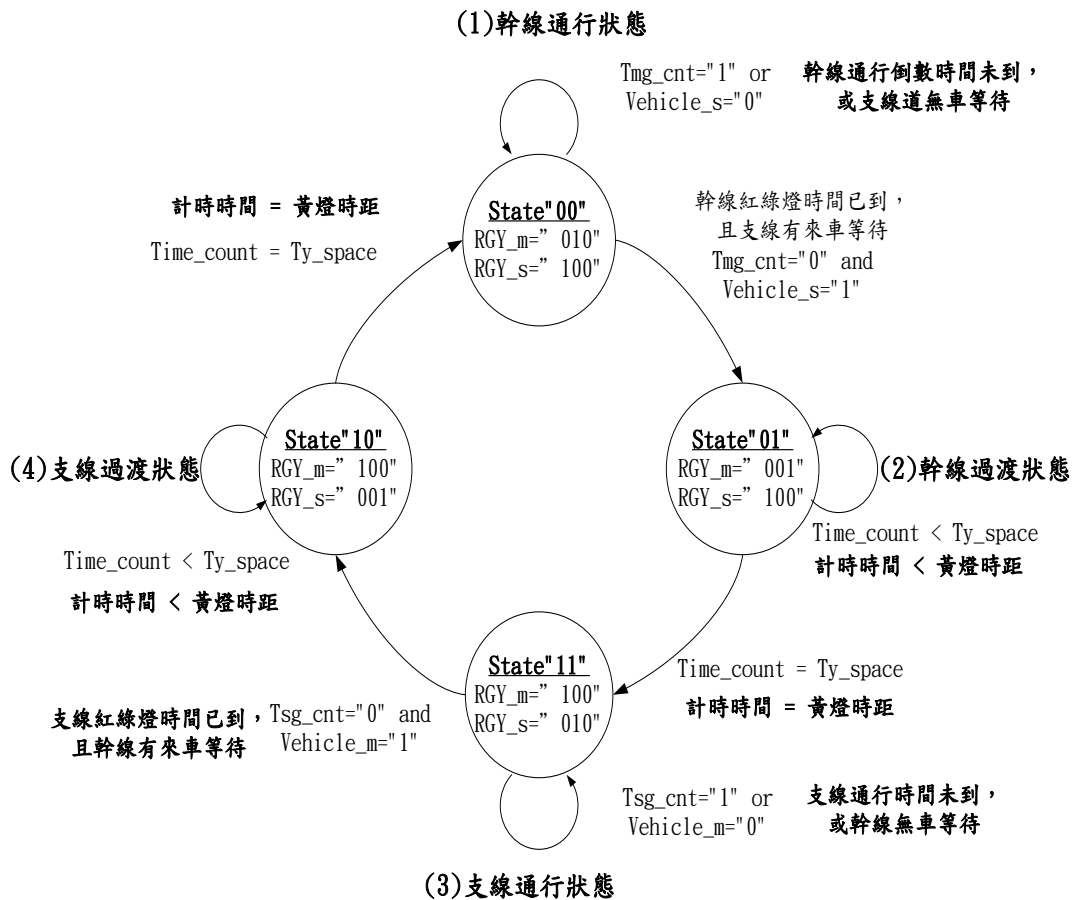 (1)幹線通行狀態
Tmg_cnt="1" or
Vehicle_s="0"
幹線通行倒數時間未到，
或支線道無車等待
計時時間 = 黃燈時距
Time_count = Ty_space
State"00"
RGY_m=”010"
RGY_s=”100"
幹線紅綠燈時間已到，
且支線有來車等待
Tmg_cnt="0" and
Vehicle_s="1"
(4)支線過渡狀態
State"10"
RGY_m=”100"
RGY_s=”001"
State"01"
RGY_m=”001"
RGY_s=”100"
(2)幹線過渡狀態
Time_count < Ty_space
計時時間 < 黃燈時距
Time_count < Ty_space
計時時間 < 黃燈時距
State"11"
RGY_m=”100"
RGY_s=”010"
Time_count = Ty_space
計時時間 = 黃燈時距
支線紅綠燈時間已到，
且幹線有來車等待
Tsg_cnt="0" and
Vehicle_m="1"
Tsg_cnt="1" or
Vehicle_m="0"
支線通行時間未到，
或幹線無車等待
(3)支線通行狀態